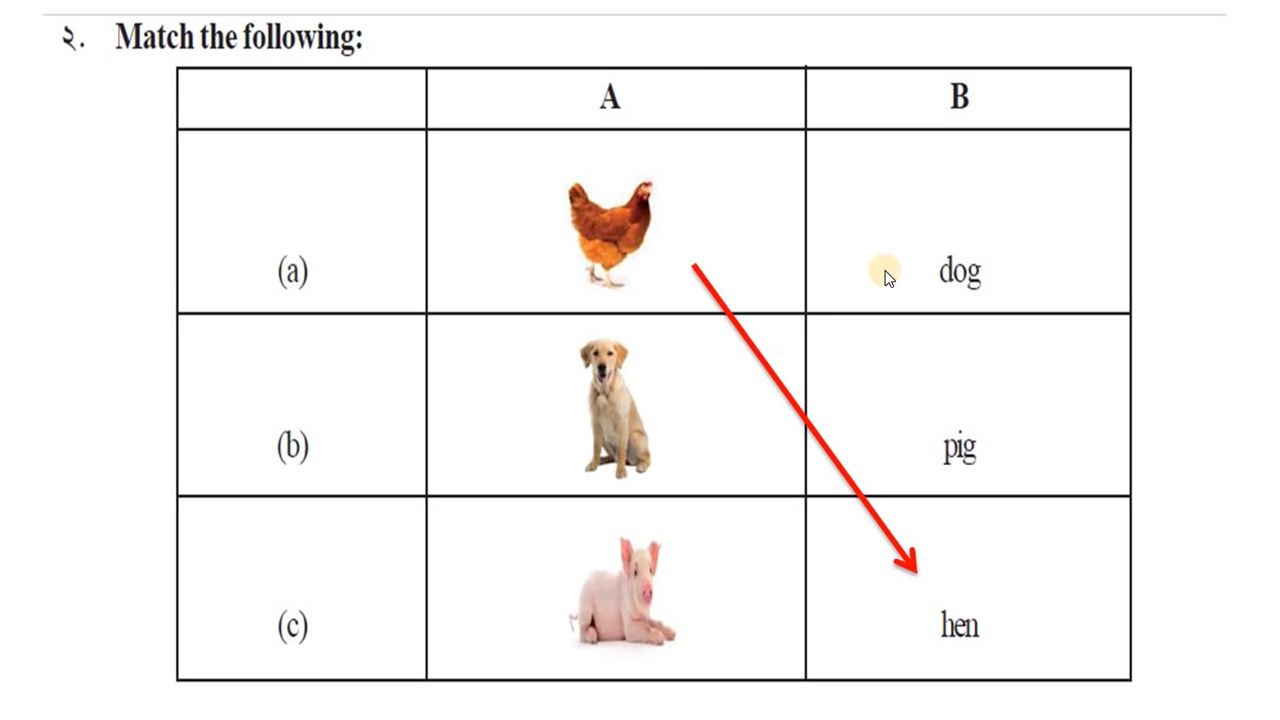 २. Match the following:
A B
(a) dog
(b) pig
(c) hen